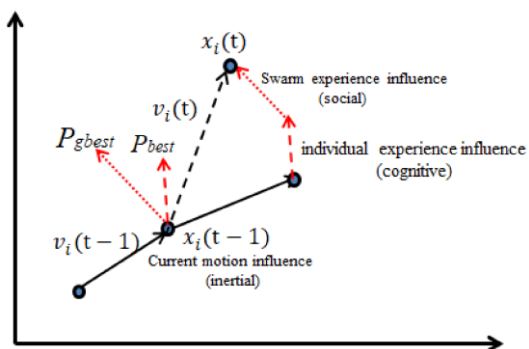 x_i(t)
Swarm experience influence
(social)
v_i(t)
P_gbest
P_best
individual experience influence
(cognitive)
v_i(t−1)
x_i(t−1)
Current motion influence
(inertial)